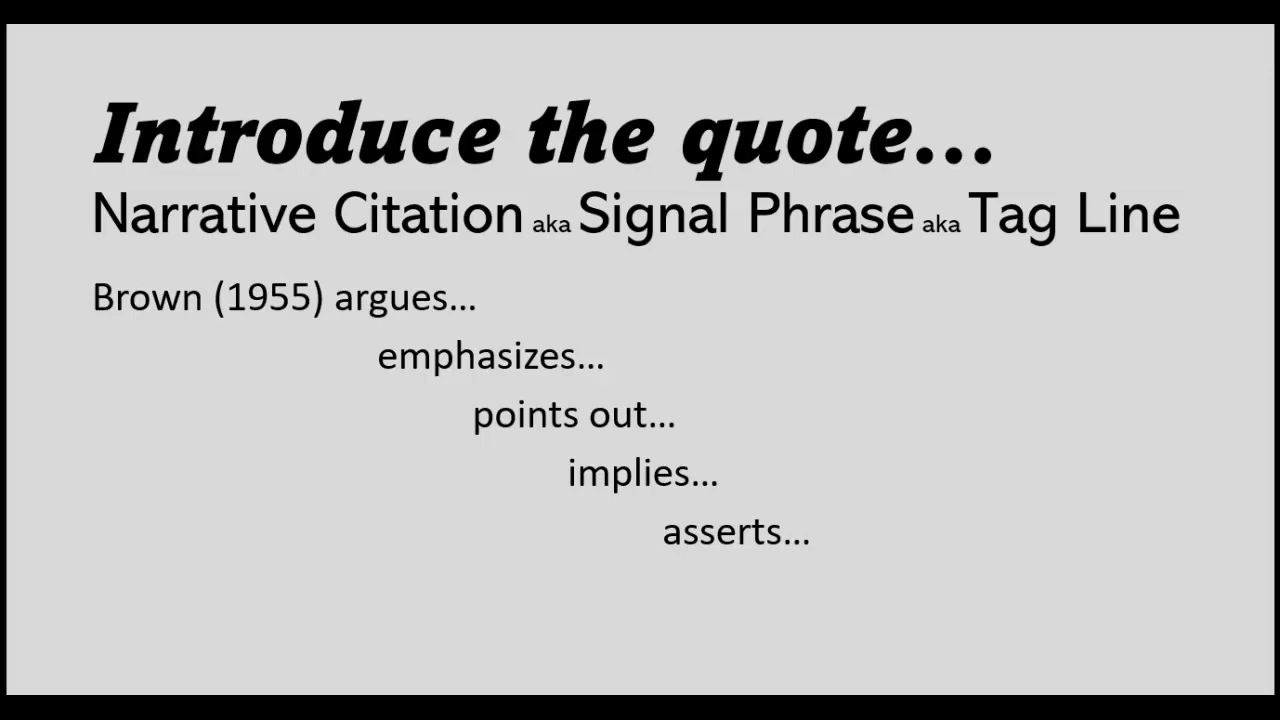 Introduce the quote...
Narrative Citation aka Signal Phrase aka Tag Line
Brown (1955) argues...
emphasizes...
points out...
implies...
asserts...